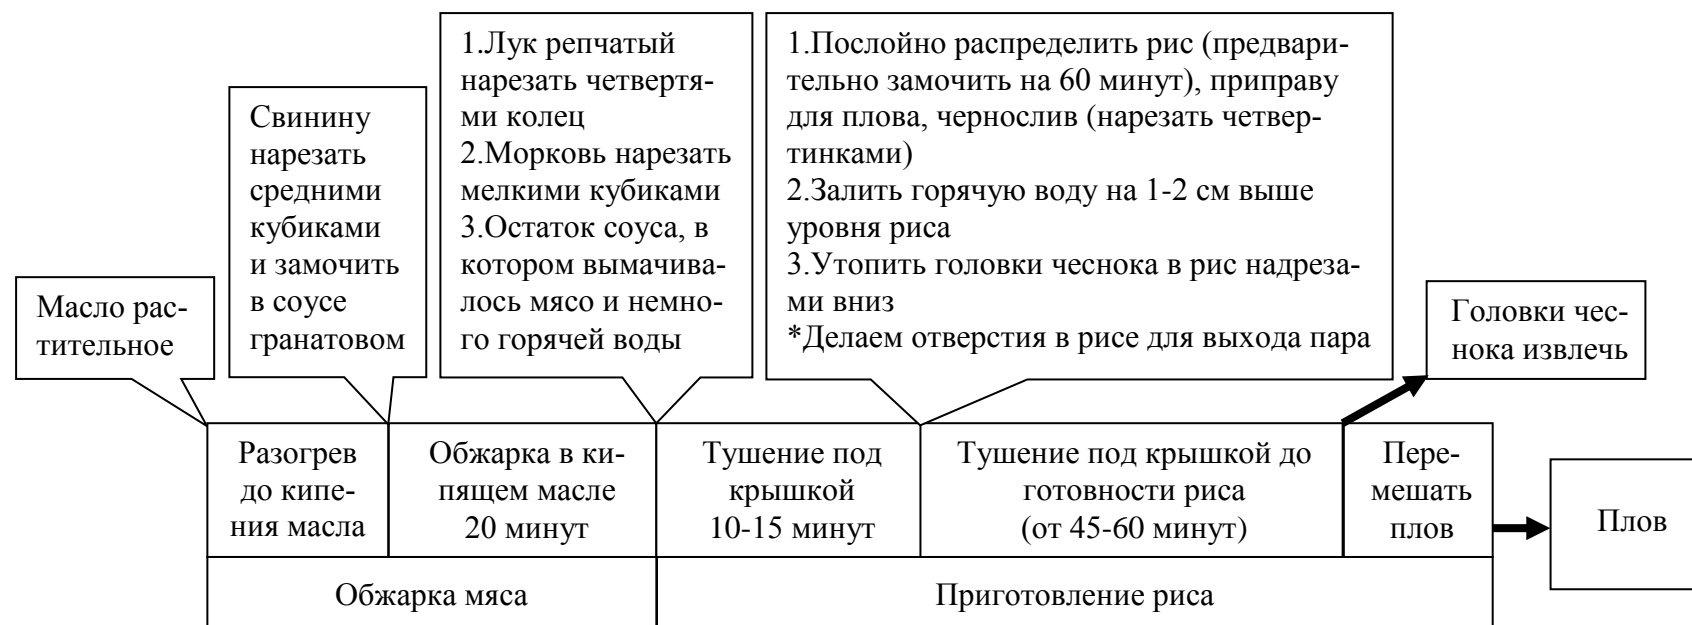 Масло рас-
тительное
Свинину
нарезать
средними
кубиками
и замочить
в соусе
гранатовом
1.Лук репчатый
нарезать четвертя-
ми колец
2.Морковь нарезать
мелкими кубиками
3.Остаток соуса, в
котором вымачива-
лось мясо и немно-
го горячей воды
1.Послойно распределить рис (предвари-
тельно замочить на 60 минут), приправу
для плова, чернослив (нарезать четвер-
тинками)
2.Залить горячую воду на 1-2 см выше
уровня риса
3.Утопить головки чеснока в рис надреза-
ми вниз
*Делаем отверстия в рисе для выхода пара
Головки чес-
нока извлечь
Разогрев
до кипе-
ния масла
Обжарка в ки-
пящем масле
20 минут
Тушение под
крышкой
10-15 минут
Тушение под крышкой до
готовности риса
(от 45-60 минут)
Пере-
мешать
плов
Плов
Обжарка мяса
Приготовление риса